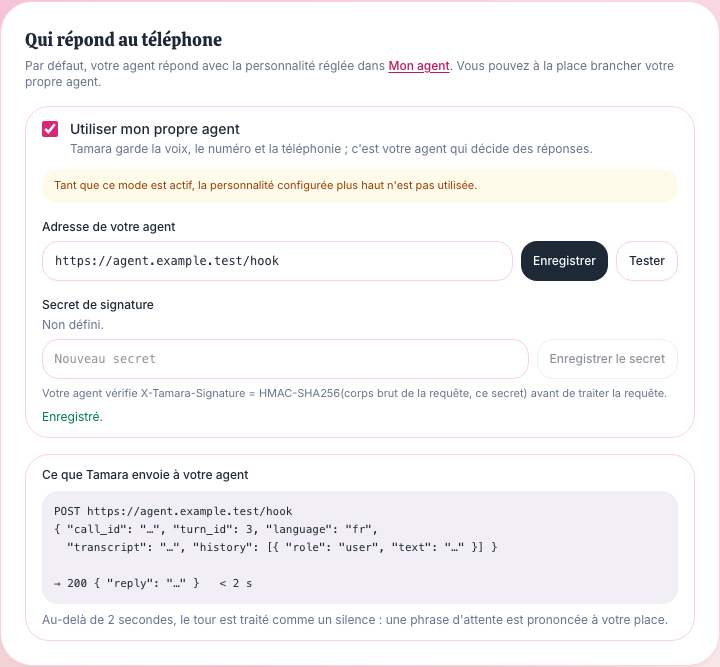 Qui répond au téléphone
Par défaut, votre agent répond avec la personnalité réglée dans Mon agent. Vous pouvez à la place brancher votre
propre agent.
Utiliser mon propre agent
Tamara garde la voix, le numéro et la téléphonie ; c'est votre agent qui décide des réponses.
Tant que ce mode est actif, la personnalité configurée plus haut n'est pas utilisée.
Adresse de votre agent
https://agent.example.test/hook
Enregistrer
Tester
Secret de signature
Non défini.
Nouveau secret
Enregistrer le secret
Votre agent vérifie X-Tamara-Signature = HMAC-SHA256(corps brut de la requête, ce secret) avant de traiter la requête.
Enregistré.
Ce que Tamara envoie à votre agent
POST https://agent.example.test/hook
{ "call_id": "…", "turn_id": 3, "language": "fr",
"transcript": "…", "history": [{ "role": "user", "text": "…" }] }
→ 200 { "reply": "…" } < 2 s
Au-delà de 2 secondes, le tour est traité comme un silence : une phrase d'attente est prononcée à votre place.